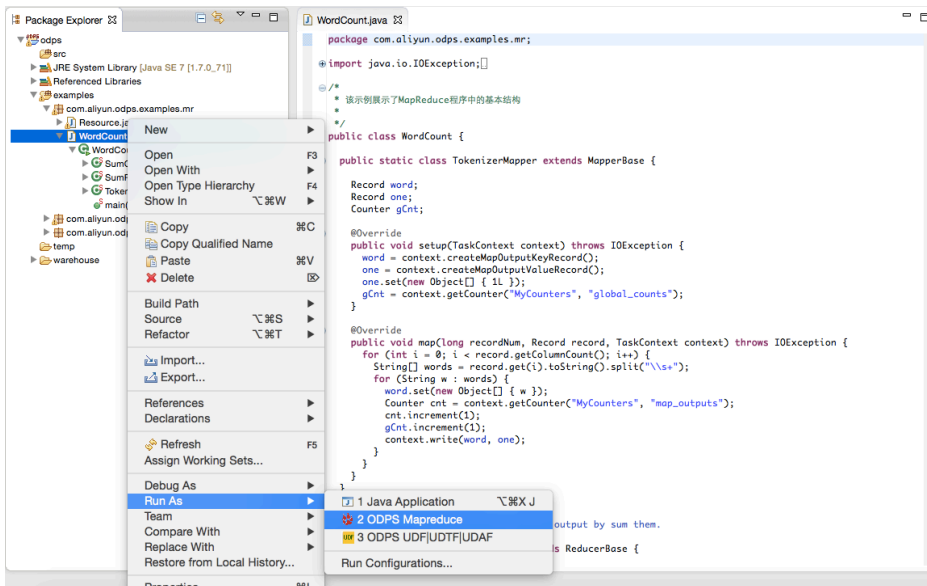 Package Explorer
odps
src
JRE System Library [Java SE 7 [1.7.0_71]]
Referenced Libraries
examples
com.aliyun.odps.examples.mr
Resource.ja
WordCount
WordCo
SumC
SumF
Token
main(
com.aliyun.odp
com.aliyun.odp
temp
warehouse
New
Open F3
Open With
Open Type Hierarchy F4
Show In ⌥⌘W
Copy ⌘C
Copy Qualified Name
Paste ⌘V
Delete ⌦
Build Path
Source ⌥⌘S
Refactor ⌥⌘T
Import...
Export...
References
Declarations
Refresh F5
Assign Working Sets...
Debug As
Run As
Team
Compare With
Replace With
Restore from Local History...
Properties ⌘I
1 Java Application ⌥⌘X J
2 ODPS Mapreduce
3 ODPS UDF|UDTF|UDAF
Run Configurations...
WordCount.java
package com.aliyun.odps.examples.mr;
import java.io.IOException;
/*
* 该示例展示了MapReduce程序中的基本结构
*
*/
public class WordCount {
public static class TokenizerMapper extends MapperBase {
Record word;
Record one;
Counter gCnt;
@Override
public void setup(TaskContext context) throws IOException {
word = context.createMapOutputKeyRecord();
one = context.createMapOutputValueRecord();
one.set(new Object[] { 1L });
gCnt = context.getCounter("MyCounters", "global_counts");
}
@Override
public void map(long recordNum, Record record, TaskContext context) throws IOException {
for (int i = 0; i < record.getColumnCount(); i++) {
String[] words = record.get(i).toString().split("\\s+");
for (String w : words) {
word.set(new Object[] { w });
Counter cnt = context.getCounter("MyCounters", "map_outputs");
cnt.increment(1);
gCnt.increment(1);
context.write(word, one);
}
}
}
}
output by sum them.
s ReducerBase {